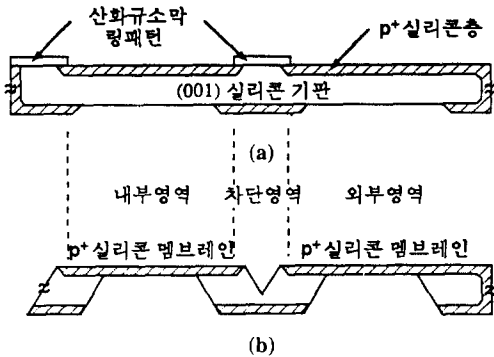 산화규소막
링패턴
p+실리콘층
(001) 실리콘 기판
(a)
내부영역 차단영역 외부영역
p+실리콘 멤브레인 p+실리콘 멤브레인
(b)